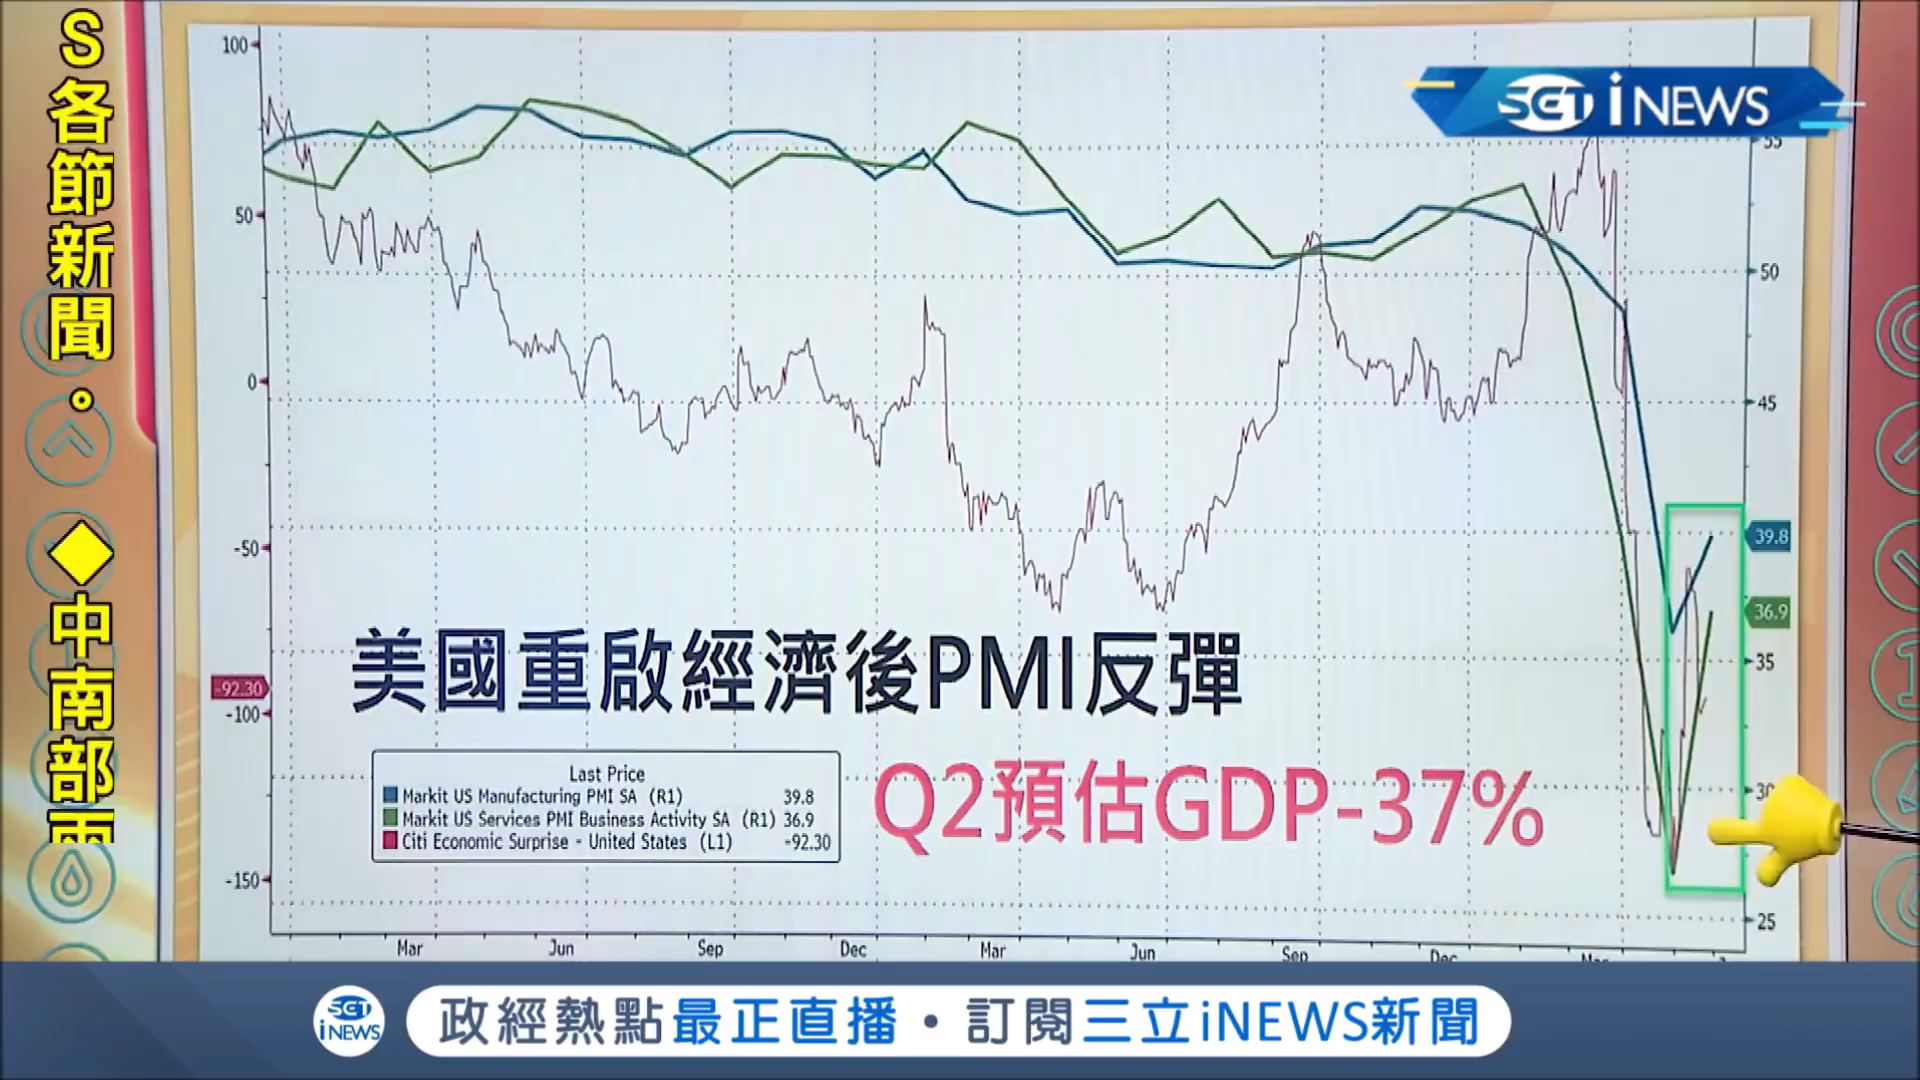 S各節新聞。◆中南部雨
SET iNEWS
100
50
0
-50
-92.30
-100
-150
55
50
45
39.8
36.9
35
30
25
美國重啟經濟後PMI反彈
Q2預估GDP-37%
Last Price
Markit US Manufacturing PMI SA (R1) 39.8
Markit US Services PMI Business Activity SA (R1) 36.9
Citi Economic Surprise - United States (L1) -92.30
Mar Jun Sep Dec Mar Jun Sep Dec Mar
SET iNEWS
政經熱點最正直播・訂閱三立iNEWS新聞